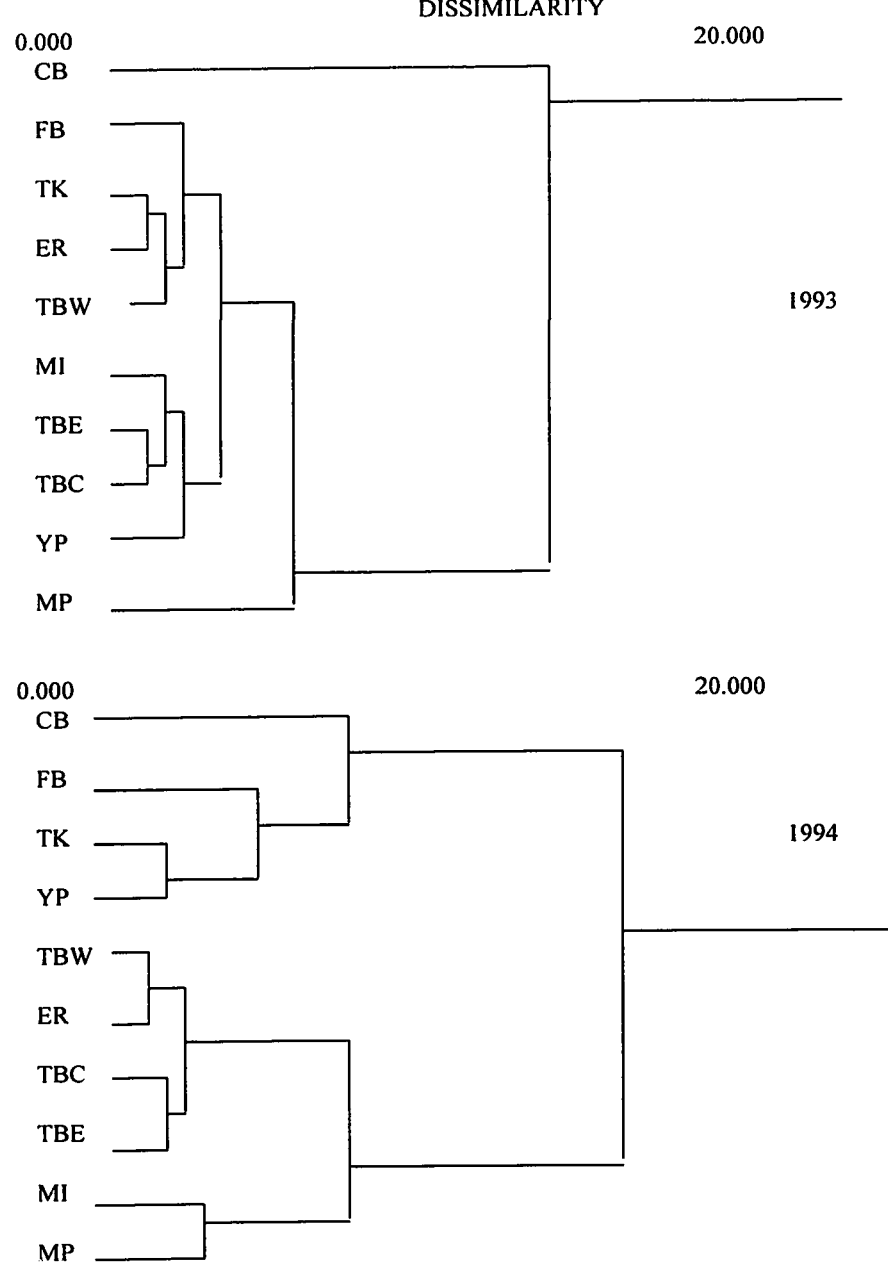 DISSIMILARITY
0.000 20.000
CB
FB
TK
ER
TBW
1993
MI
TBE
TBC
YP
MP
0.000 20.000
CB
FB
TK
1994
YP
TBW
ER
TBC
TBE
MI
MP